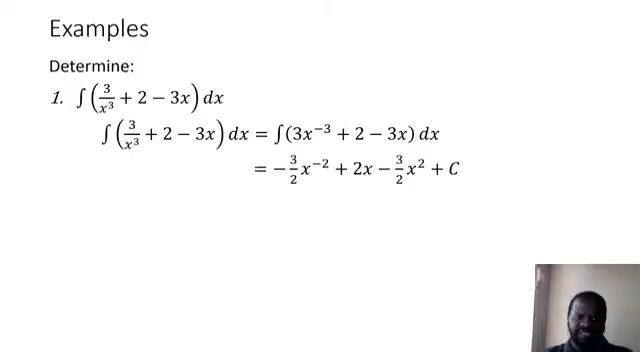 Examples
Determine:
1. ∫(3/x³ + 2 − 3x) dx
∫(3/x³ + 2 − 3x) dx = ∫(3x⁻³ + 2 − 3x) dx
= −3/2 x⁻² + 2x − 3/2 x² + C